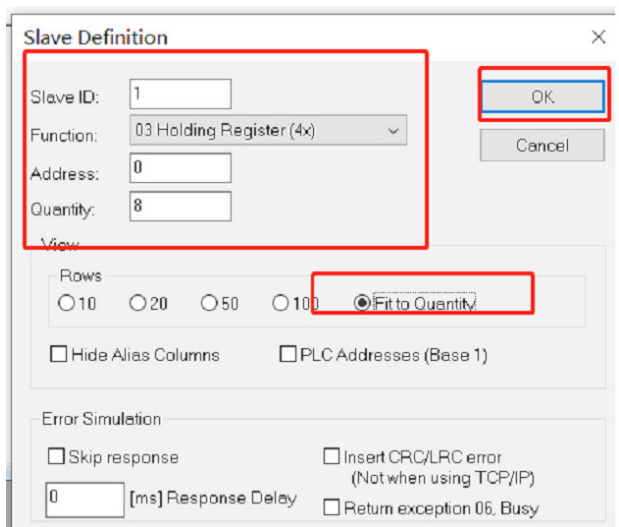 Slave Definition
Slave ID: 1
OK
Function: 03 Holding Register (4x)
Cancel
Address: 0
Quantity: 8
View
Rows
10 20 50 100 Fit to Quantity
Hide Alias Columns PLC Addresses (Base 1)
Error Simulation
Skip response
Insert CRC/LRC error
(Not when using TCP/IP)
0 [ms] Response Delay
Return exception 06, Busy